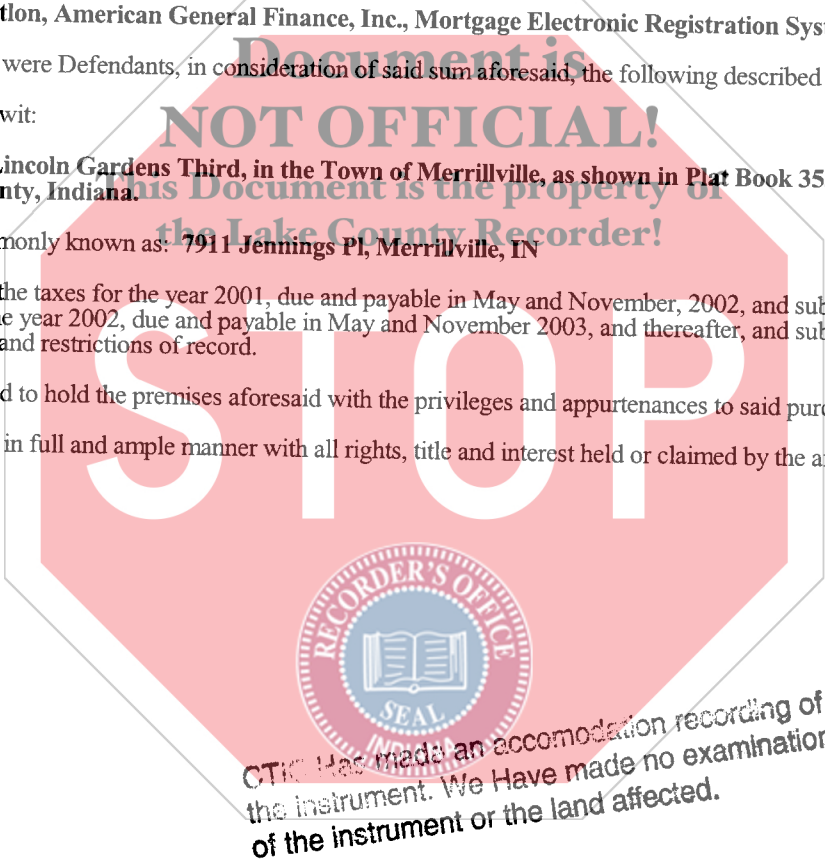 tlon, American General Finance, Inc., Mortgage Electronic Registration Sys
Document is
were Defendants, in consideration of said sum aforesaid, the following described
wit:
NOT OFFICIAL!
Lincoln Gardens Third, in the Town of Merrillville, as shown in Plat Book 35
This Document is the property of
nty, Indiana.
the Lake County Recorder!
monly known as: 7911 Jennings Pl, Merrillville, IN
the taxes for the year 2001, due and payable in May and November, 2002, and sub
e year 2002, due and payable in May and November 2003, and thereafter, and sub
and restrictions of record.
STOP
d to hold the premises aforesaid with the privileges and appurtenances to said purc
in full and ample manner with all rights, title and interest held or claimed by the a
RECORDER'S OFFICE
SEAL
INDIANA
Has made an accomodation recording of
the instrument. We Have made no examination
of the instrument or the land affected.